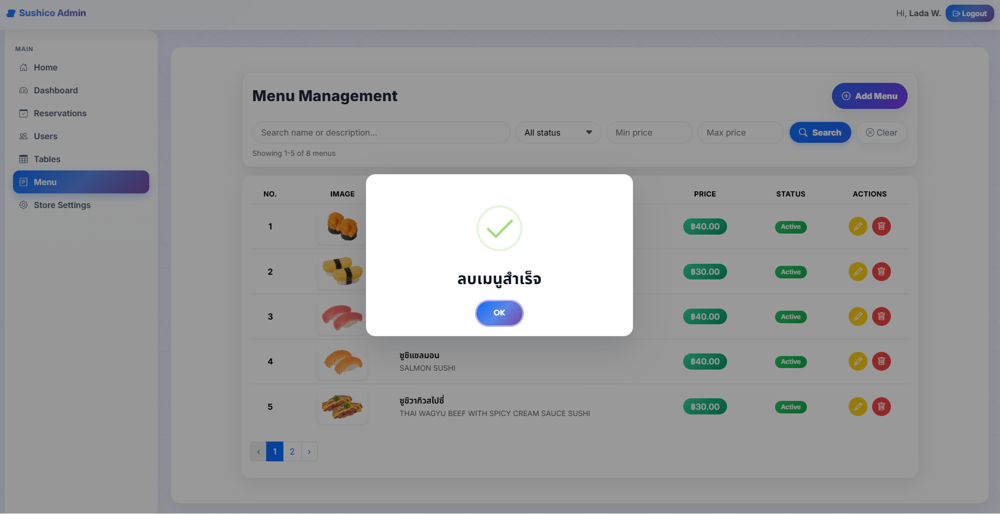 Sushico Admin
Hi, Lada W.
Logout
MAIN
Home
Dashboard
Reservations
Users
Tables
Menu
Store Settings
Menu Management
Add Menu
Search name or description...
All status
Min price
Max price
Search
Clear
Showing 1-5 of 8 menus
NO.
IMAGE
PRICE
STATUS
ACTIONS
1
฿40.00
Active
2
฿30.00
Active
3
฿40.00
Active
ลบเมนูสำเร็จ
OK
4
ซูชิแซลมอน
SALMON SUSHI
฿40.00
Active
5
ซูชิวากิวสไปซี่
THAI WAGYU BEEF WITH SPICY CREAM SAUCE SUSHI
฿30.00
Active
‹ 1 2 ›